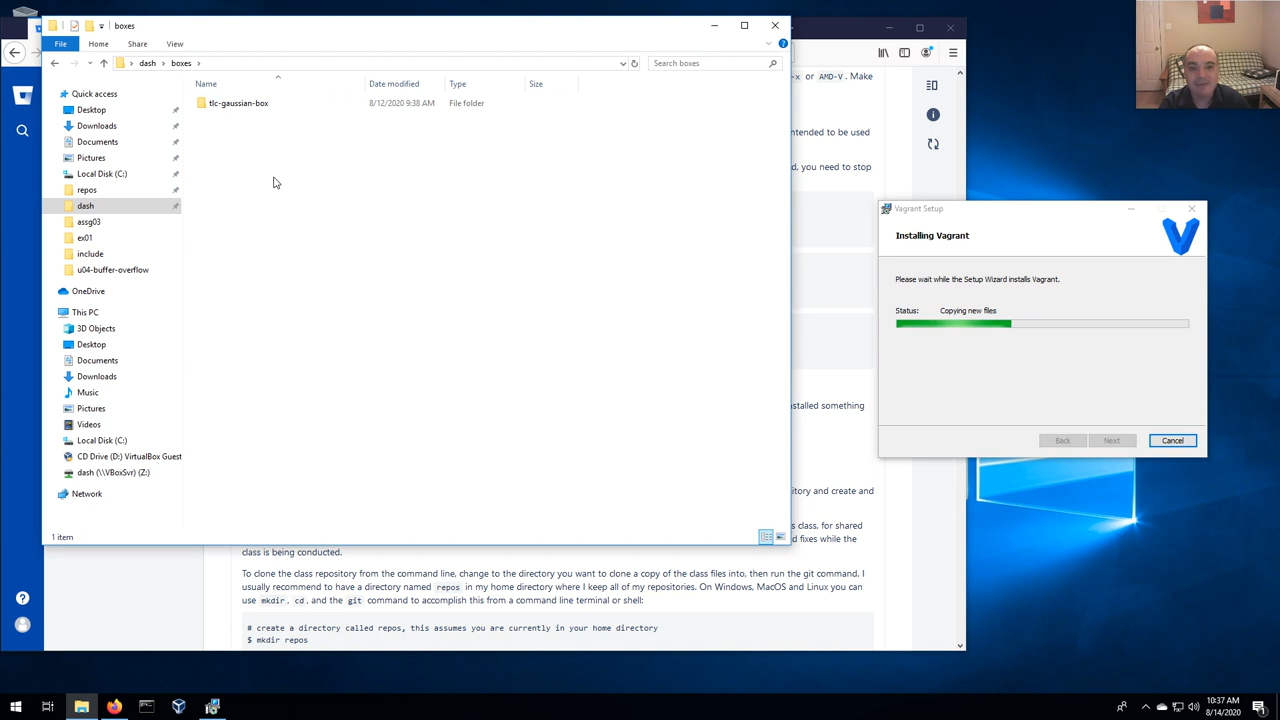 boxes
File
Home
Share
View
dash
boxes
Search boxes
Name
Date modified
Type
Size
tlc-gaussian-box
8/12/2020 9:38 AM
File folder
Quick access
Desktop
Downloads
Documents
Pictures
Local Disk (C:)
repos
dash
assg03
ex01
include
u04-buffer-overflow
OneDrive
This PC
3D Objects
Desktop
Documents
Downloads
Music
Pictures
Videos
Local Disk (C:)
CD Drive (D:) VirtualBox Guest
dash (\\VBoxSvr) (Z:)
Network
1 item
-x or AMD-V. Make
ntended to be used
d, you need to stop
nstalled something
itory and create and
s class, for shared
d fixes while the
class is being conducted.
To clone the class repository from the command line, change to the directory you want to clone a copy of the class files into, then run the git command. I
usually recommend to have a directory named repos in my home directory where I keep all of my repositories. On Windows, MacOS and Linux you can
use mkdir, cd, and the git command to accomplish this from a command line terminal or shell:
# create a directory called repos, this assumes you are currently in your home directory
$ mkdir repos
Vagrant Setup
Installing Vagrant
Please wait while the Setup Wizard installs Vagrant.
Status: Copying new files
Back
Next
Cancel
10:37 AM
8/14/2020